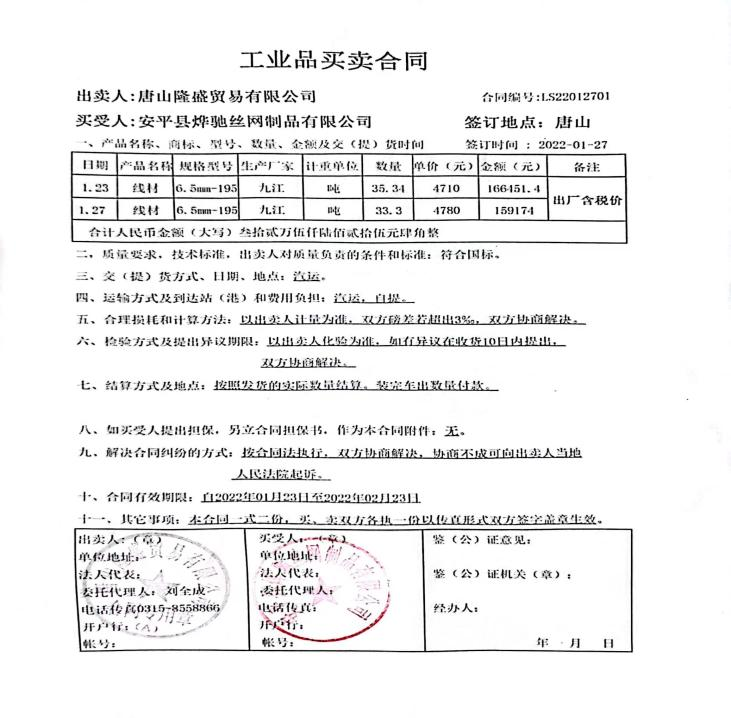 工业品买卖合同
出卖人:唐山隆盛贸易有限公司 合同编号:LS22012701
买受人:安平县烨驰丝网制品有限公司 签订地点：唐山
一、产品名称、商标、型号、数量、金额及交（提）货时间 签订时间：2022-01-27
日期 产品名称 规格型号 生产厂家 计重单位 数量 单价（元） 金额（元） 备注
1.23 线材 6.5mm-195 九江 吨 35.34 4710 166451.4 出厂含税价
1.27 线材 6.5mm-195 九江 吨 33.3 4780 159174
合计人民币金额（大写）叁拾贰万伍仟陆佰贰拾伍元肆角整
二、质量要求，技术标准，出卖人对质量负责的条件和标准：符合国标。
三、交（提）货方式、日期、地点：汽运。
四、运输方式及到达站（港）和费用负担：汽运，自提。
五、合理损耗和计算方法：以出卖人计量为准，双方磅差若超出3‰，双方协商解决。
六、检验方式及提出异议期限：以出卖人化验为准，如有异议在收货10日内提出，
双方协商解决。
七、结算方式及地点：按照发货的实际数量结算。装完车出数量付款。
八、如买受人提出担保，另立合同担保书，作为本合同附件：无。
九、解决合同纠纷的方式：按合同法执行，双方协商解决，协商不成可向出卖人当地
人民法院起诉。
十、合同有效期限：自2022年01月23日至2022年02月23日
十一、其它事项：本合同一式二份，买、卖双方各执一份以传真形式双方签字盖章生效。
出卖人：（章）
单位地址：
法人代表：
委托代理人：刘全成
电话传真0315-8558866
开户行：
帐号：
买受人：（章）
单位地址：
法人代表：
委托代理人：
电话传真：
开户行：
帐号：
鉴（公）证意见：
鉴（公）证机关（章）：
经办人：
年 月 日